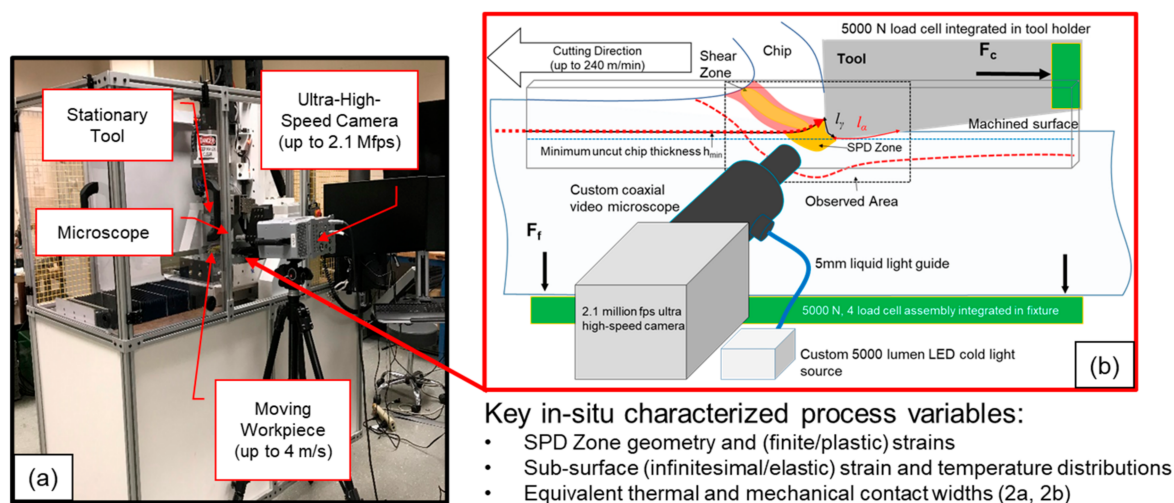 Stationary
Tool
Ultra-High-
Speed Camera
(up to 2.1 Mfps)
DANGER
Microscope
Moving
Workpiece
(up to 4 m/s)
(a)
5000 N load cell integrated in tool holder
Cutting Direction
(up to 240 m/min)
Chip
Shear
Zone
Tool
Fc
lγ
lα
Machined surface
Minimum uncut chip thickness hmin
SPD Zone
Custom coaxial
video microscope
Observed Area
Ff
5mm liquid light guide
2.1 million fps ultra
high-speed camera
5000 N, 4 load cell assembly integrated in fixture
Custom 5000 lumen LED cold light
source
(b)
Key in-situ characterized process variables:
• SPD Zone geometry and (finite/plastic) strains
• Sub-surface (infinitesimal/elastic) strain and temperature distributions
• Equivalent thermal and mechanical contact widths (2a, 2b)